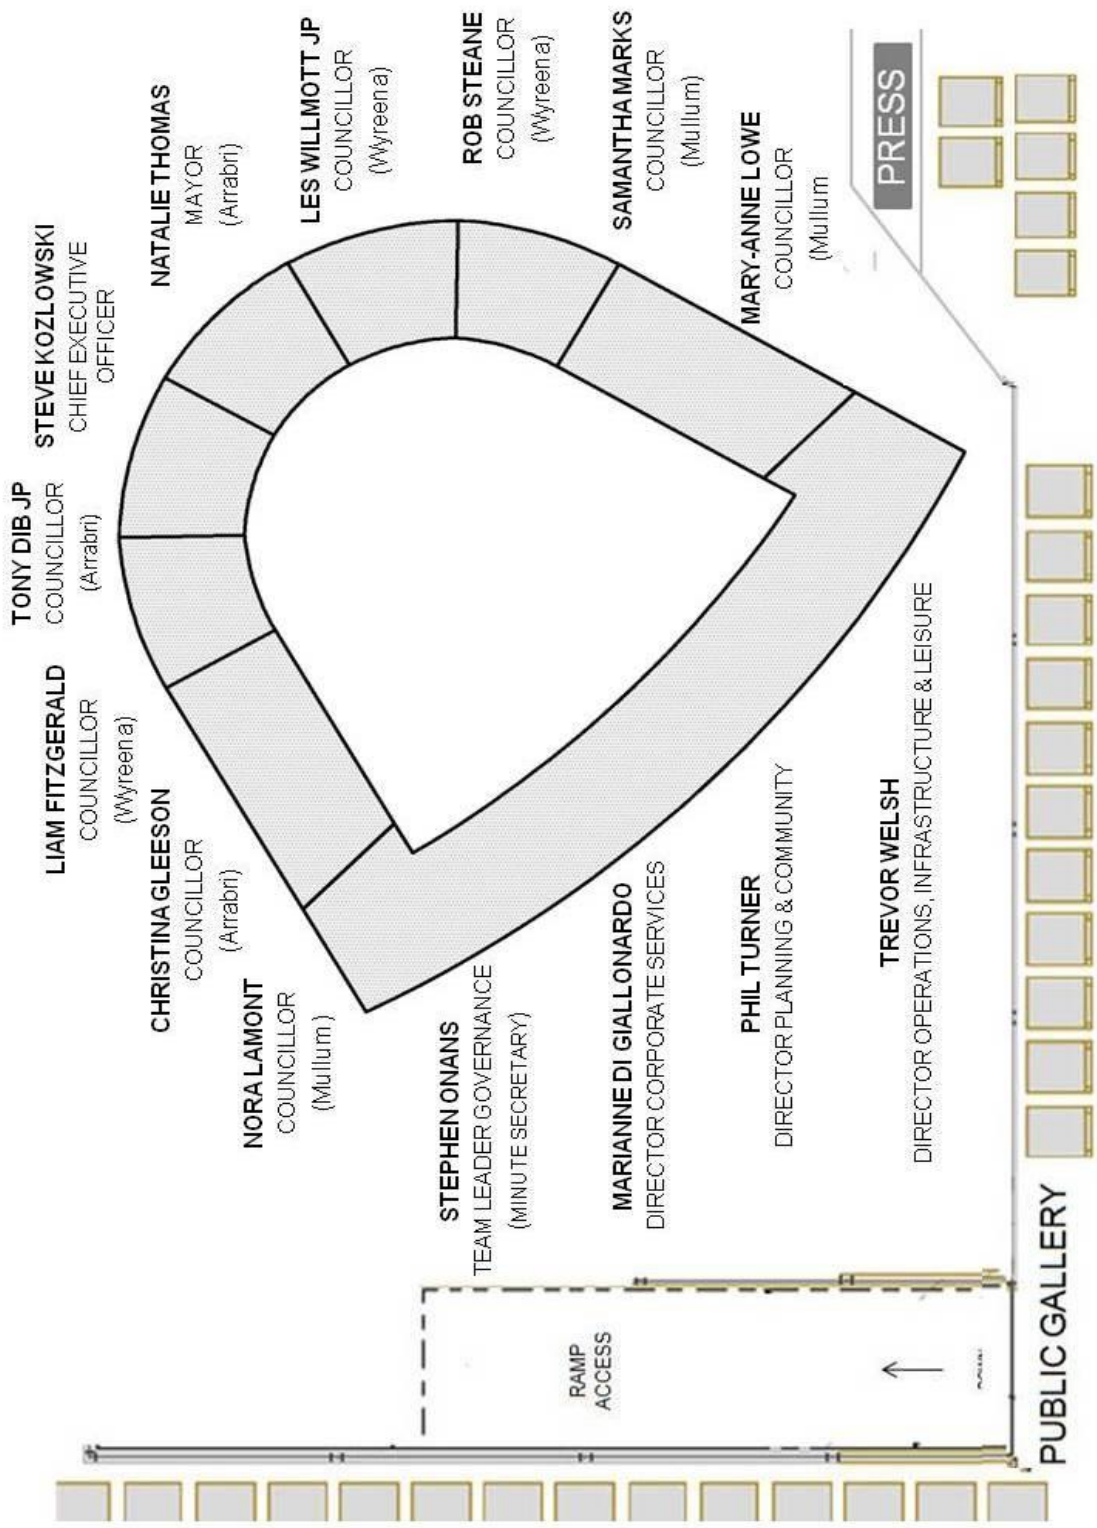 STEVE KOZLOWSKI
CHIEF EXECUTIVE
OFFICER
TONY DIB JP
COUNCILLOR
(Arrabri)
NATALIE THOMAS
MAYOR
(Arrabri)
LIAM FITZGERALD
COUNCILLOR
(Wyreena)
LES WILLMOTT JP
COUNCILLOR
(Wyreena)
CHRISTINA GLEESON
COUNCILLOR
(Arrabri)
ROB STEANE
COUNCILLOR
(Wyreena)
NORA LAMONT
COUNCILLOR
(Mullum)
SAMANTHA MARKS
COUNCILLOR
(Mullum)
MARY-ANNE LOWE
COUNCILLOR
(Mullum
STEPHEN ONANS
TEAM LEADER GOVERNANCE
(MINUTE SECRETARY)
MARIANNE DI GIALLONARDO
DIRECTOR CORPORATE SERVICES
PHIL TURNER
DIRECTOR PLANNING & COMMUNITY
TREVOR WELSH
DIRECTOR OPERATIONS, INFRASTRUCTURE & LEISURE
RAMP
ACCESS
PRESS
PUBLIC GALLERY